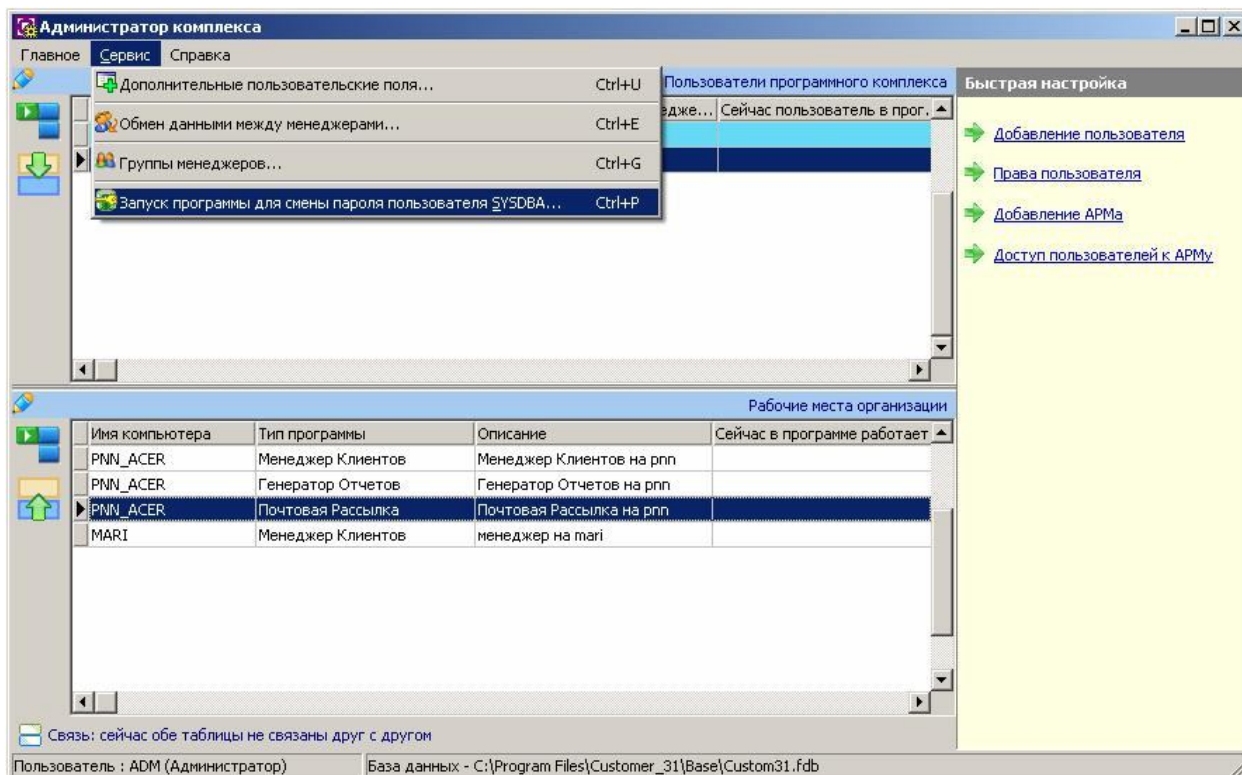 Администратор комплекса
Главное Сервис Справка
Дополнительные пользовательские поля... Ctrl+U
Обмен данными между менеджерами... Ctrl+E
Группы менеджеров... Ctrl+G
Запуск программы для смены пароля пользователя SYSDBA... Ctrl+P
Пользователи программного комплекса
Сейчас пользователь в прог.
Быстрая настройка
Добавление пользователя
Права пользователя
Добавление АРМа
Доступ пользователей к АРМу
Рабочие места организации
Имя компьютера Тип программы Описание Сейчас в программе работает
PNN_ACER Менеджер Клиентов Менеджер Клиентов на pnn
PNN_ACER Генератор Отчетов Генератор Отчетов на pnn
PNN_ACER Почтовая Рассылка Почтовая Рассылка на pnn
MARI Менеджер Клиентов менеджер на mari
Связь: сейчас обе таблицы не связаны друг с другом
Пользователь : ADM (Администратор) База данных - C:\Program Files\Customer_31\Base\Custom31.fdb